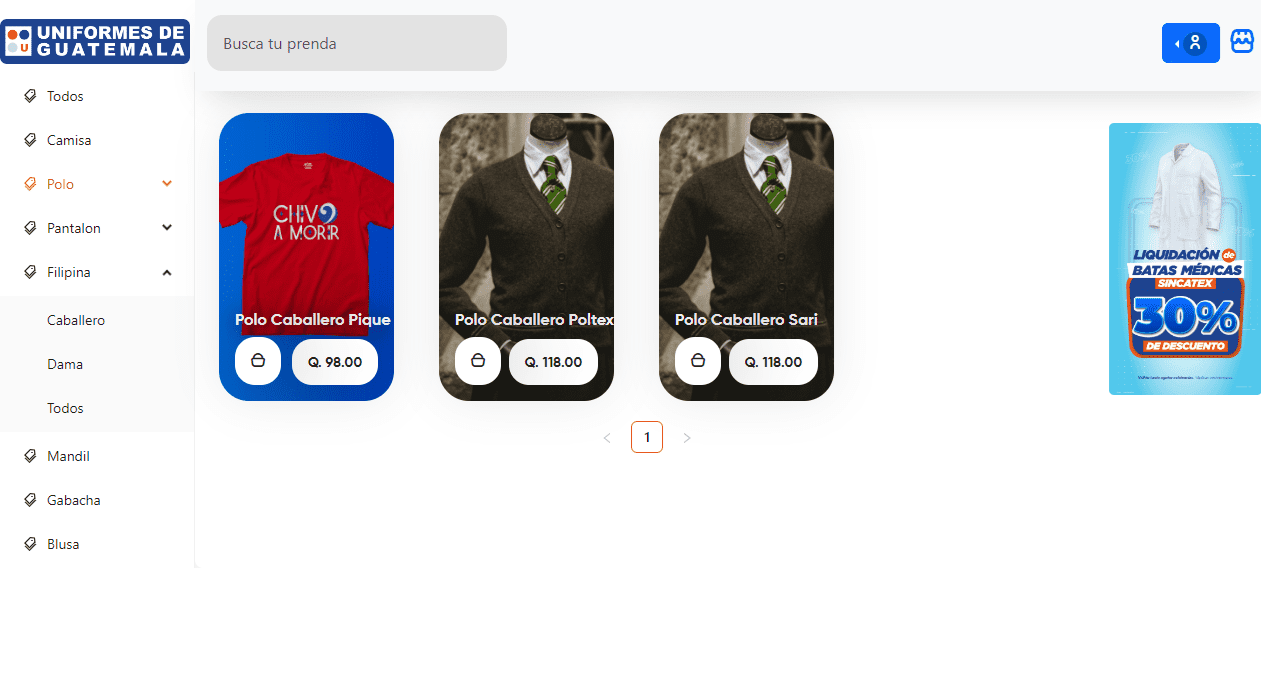 UNIFORMES DE
GUATEMALA
U
Busca tu prenda
Todos
Camisa
Polo
Pantalon
Filipina
Caballero
Dama
Todos
Mandil
Gabacha
Blusa
CHIVO
A MORIR
Polo Caballero Pique
Q. 98.00
Polo Caballero Poltex
Q. 118.00
Polo Caballero Sari
Q. 118.00
1
LIQUIDACIÓN de
BATAS MÉDICAS
SINCATEX
30%
DE DESCUENTO